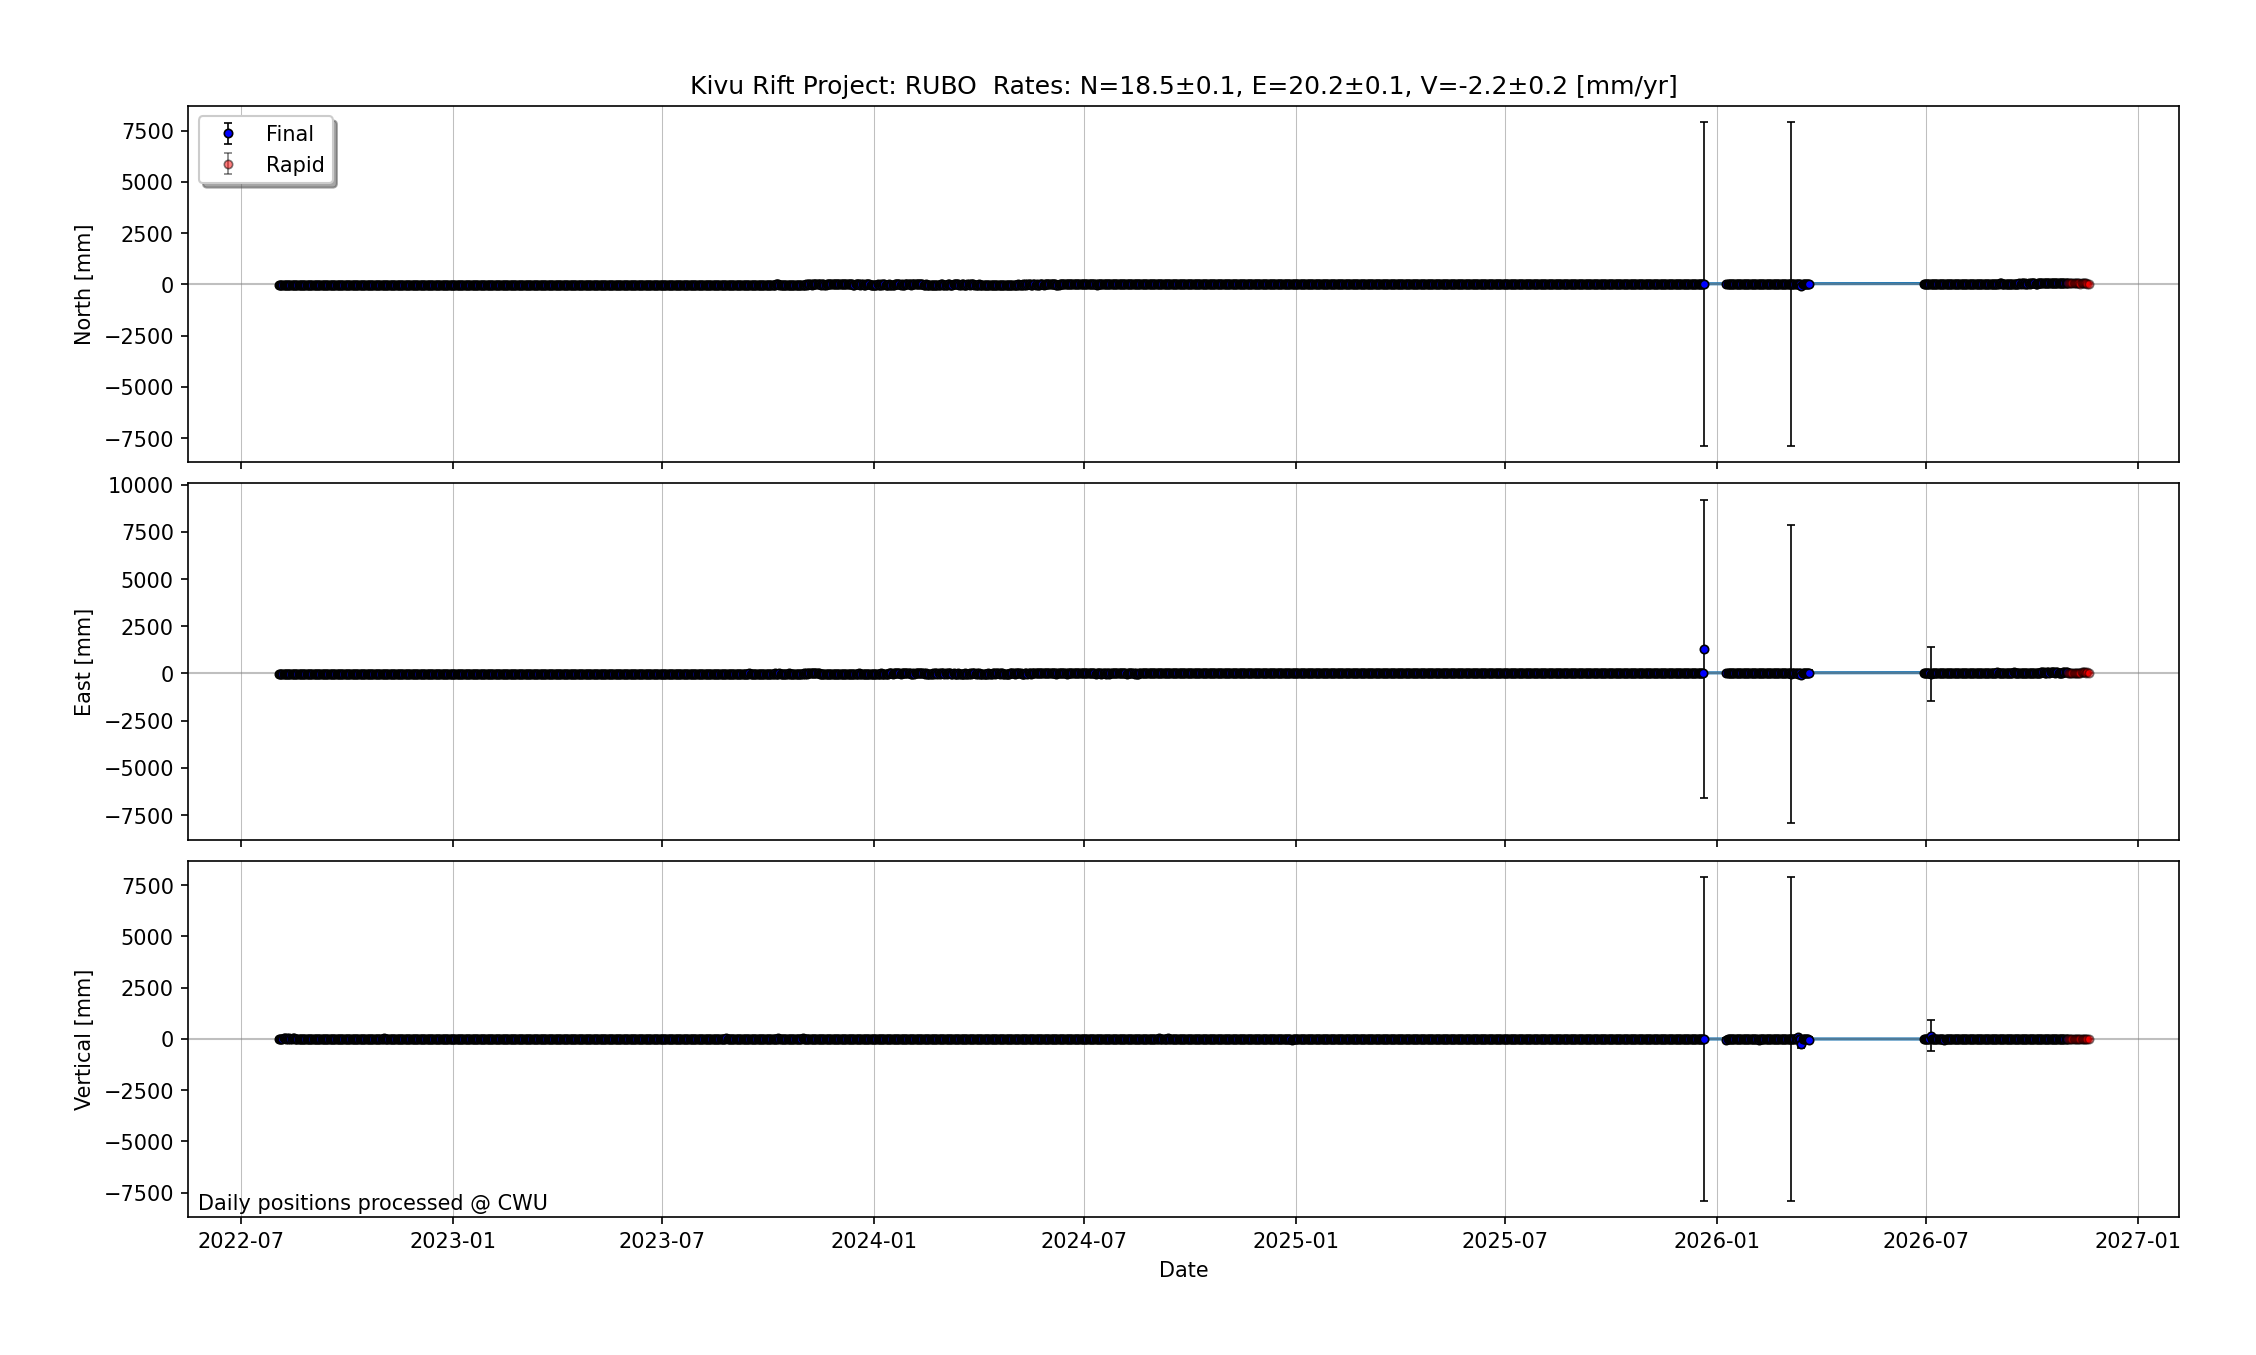 Kivu Rift Project: RUBO  Rates: N=18.5±0.1, E=20.2±0.1, V=-2.2±0.2 [mm/yr]
Final
Rapid
7500
5000
2500
0
−2500
−5000
−7500
North [mm]
10000
7500
5000
2500
0
−2500
−5000
−7500
East [mm]
7500
5000
2500
0
−2500
−5000
−7500
Vertical [mm]
Daily positions processed @ CWU
2022-07 2023-01 2023-07 2024-01 2024-07 2025-01 2025-07 2026-01 2026-07 2027-01
Date